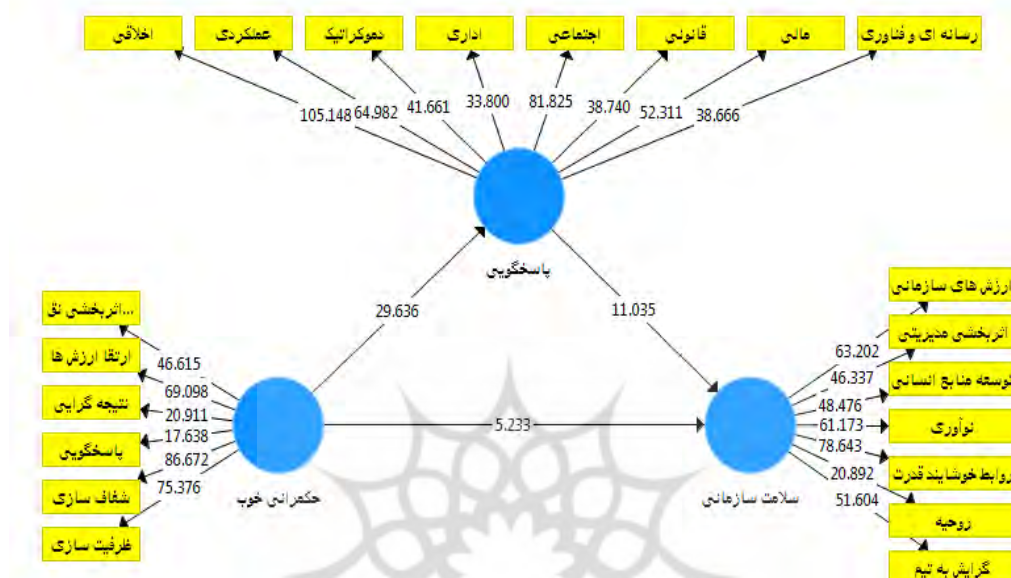 اخلاقی
عملکردی
دموکراتیک
اداری
اجتماعی
قانونی
مالی
رسانه ای و فناوری
105.148
64.982
41.661
33.800
81.825
38.740
52.311
38.666
پاسخگویی
29.636
11.035
5.233
...اثربخشی نق
ارتقا ارزش ها
نتیجه گرایی
پاسخگویی
شفاف سازی
ظرفیت سازی
46.615
69.098
20.911
17.638
86.672
75.376
حکمرانی خوب
سلامت سازمانی
ارزش های سازمانی
اثربخشی مدیریتی
توسعه منابع انسانی
نوآوری
روابط خوشایند قدرت
روحیه
گرایش به تیم
63.202
46.337
48.476
61.173
78.643
20.892
51.604